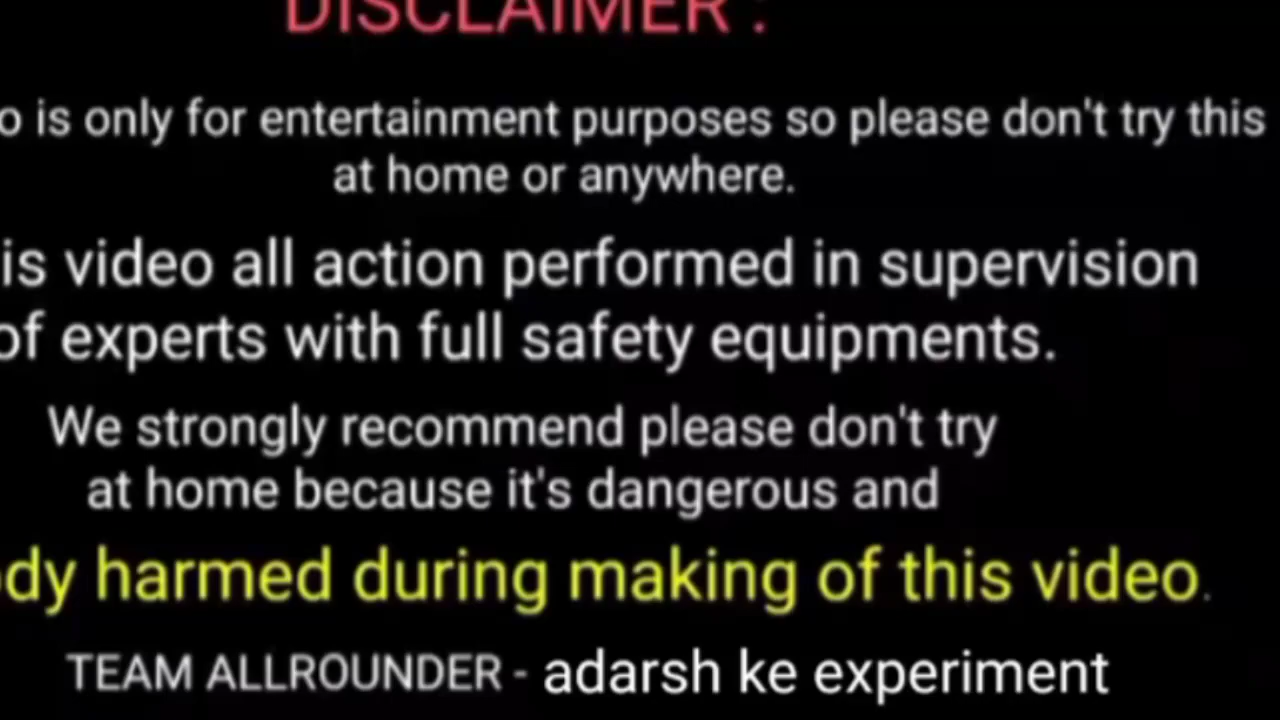 DISCLAIMER :
is only for entertainment purposes so please don't try this
at home or anywhere.
video all action performed in supervision
of experts with full safety equipments.
We strongly recommend please don't try
at home because it's dangerous and
harmed during making of this video.
TEAM ALLROUNDER - adarsh ke experiment